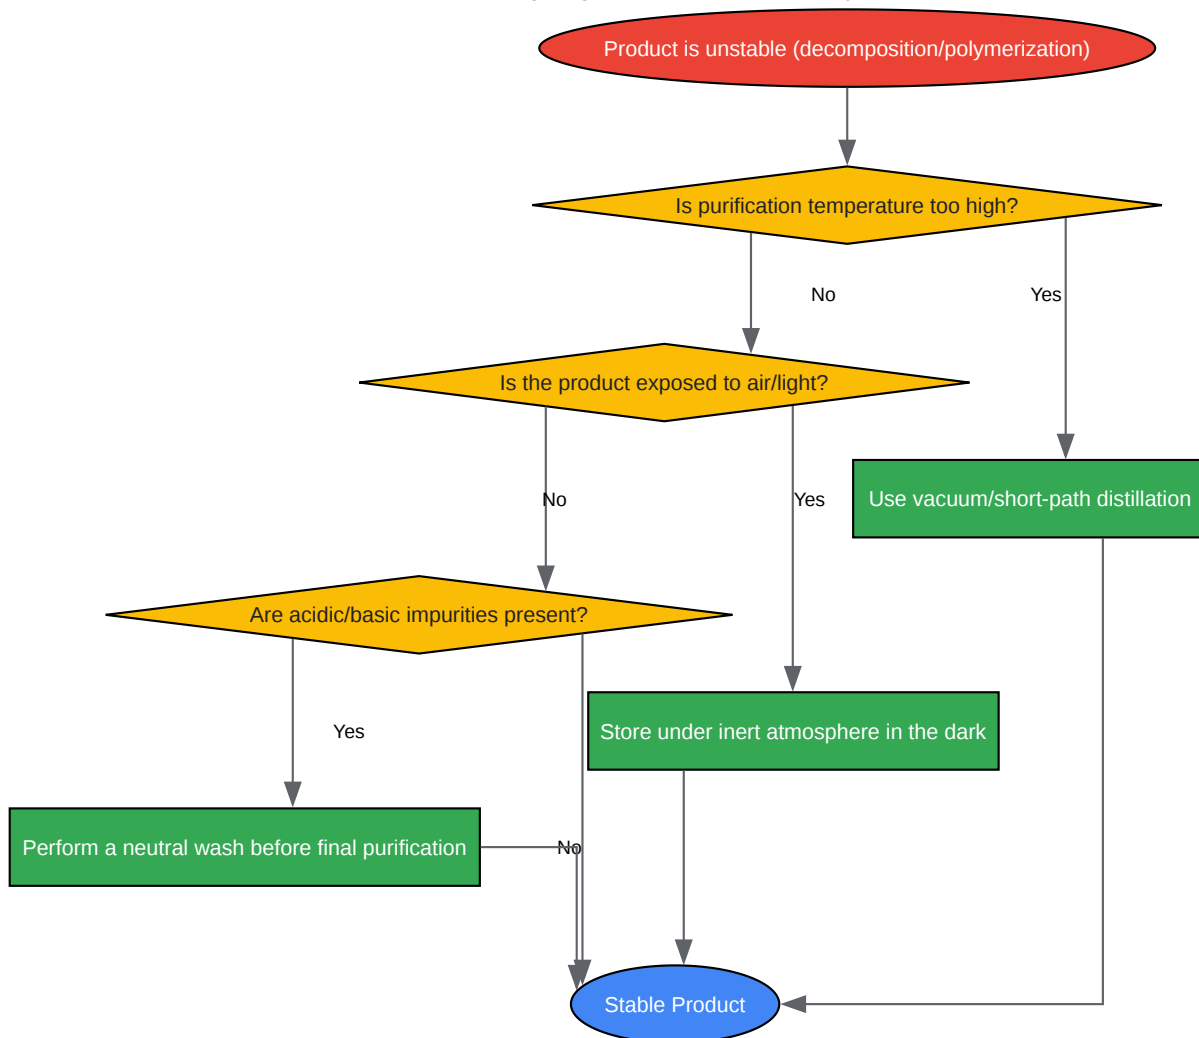 Product is unstable (decomposition/polymerization)
Is purification temperature too high?
No
Yes
Is the product exposed to air/light?
No
Yes
Use vacuum/short-path distillation
Are acidic/basic impurities present?
Yes
Store under inert atmosphere in the dark
Perform a neutral wash before final purification
No
Stable Product